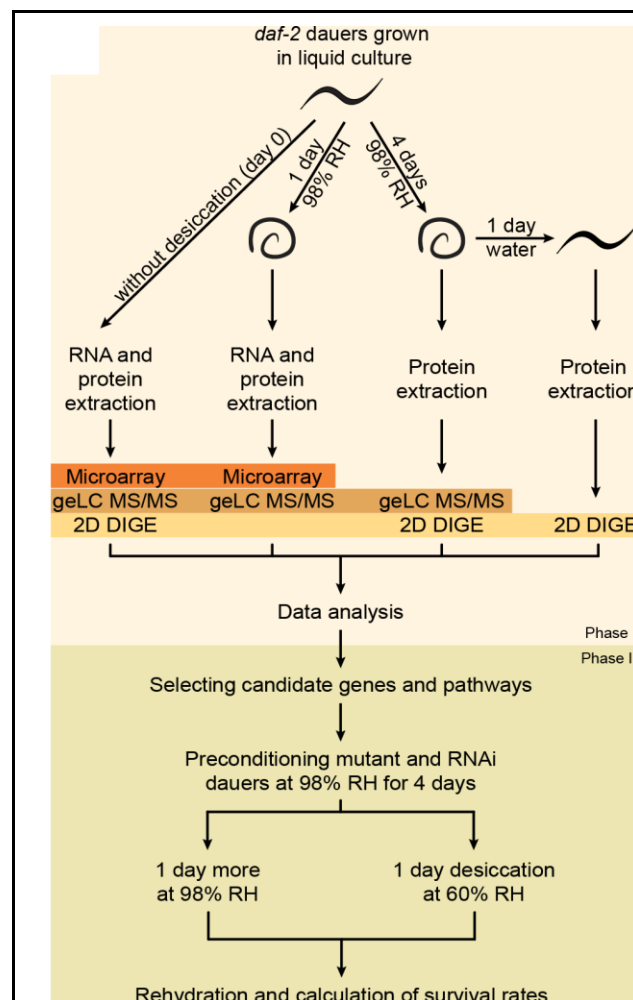 daf-2 dauers grown
in liquid culture
without desiccation (day 0)
1 day
98% RH
4 days
98% RH
1 day
water
RNA and
protein
extraction
RNA and
protein
extraction
Protein
extraction
Protein
extraction
Microarray
Microarray
geLC MS/MS
geLC MS/MS
geLC MS/MS
2D DIGE
2D DIGE
2D DIGE
Data analysis
Phase
Phase I
Selecting candidate genes and pathways
Preconditioning mutant and RNAi
dauers at 98% RH for 4 days
1 day more
at 98% RH
1 day desiccation
at 60% RH
Rehydration and calculation of survival rates